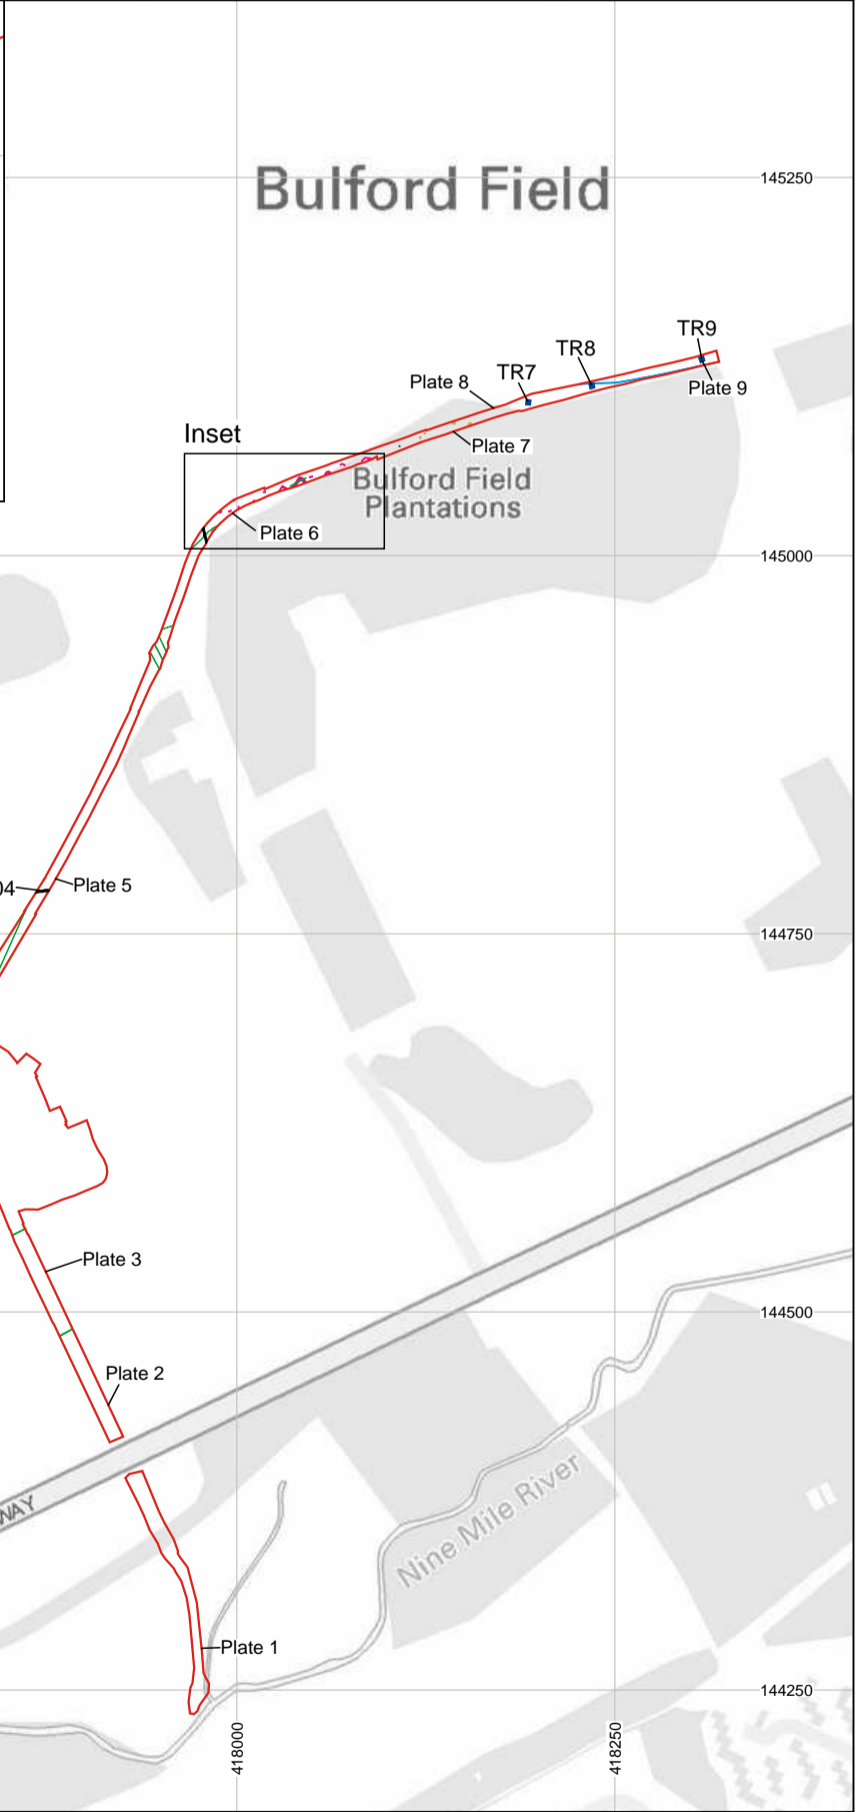 Bulford Field
145250
TR9
TR8
TR7
Plate 8
Plate 9
Inset
Plate 7
Bulford Field
Plantations
Plate 6
145000
04
Plate 5
144750
Plate 3
144500
Plate 2
WAY
Nine Mile River
Plate 1
144250
418000
418250